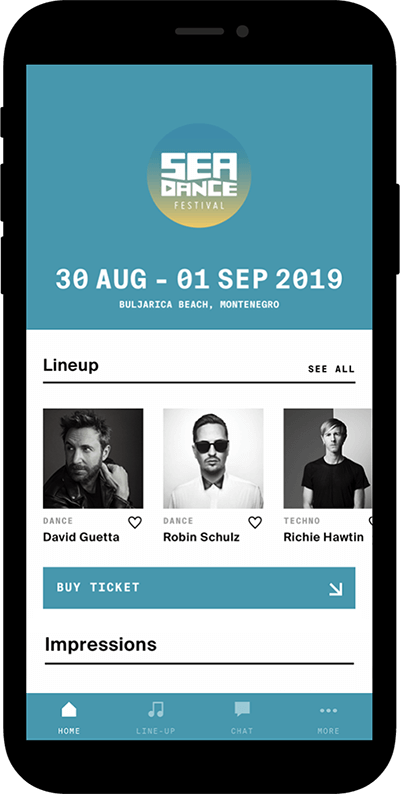 SEA
DANCE
FESTIVAL
30 AUG - 01 SEP 2019
BULJARICA BEACH, MONTENEGRO
Lineup
SEE ALL
DANCE
David Guetta
DANCE
Robin Schulz
TECHNO
Richie Hawtin
BUY TICKET
Impressions
HOME
LINE-UP
CHAT
MORE